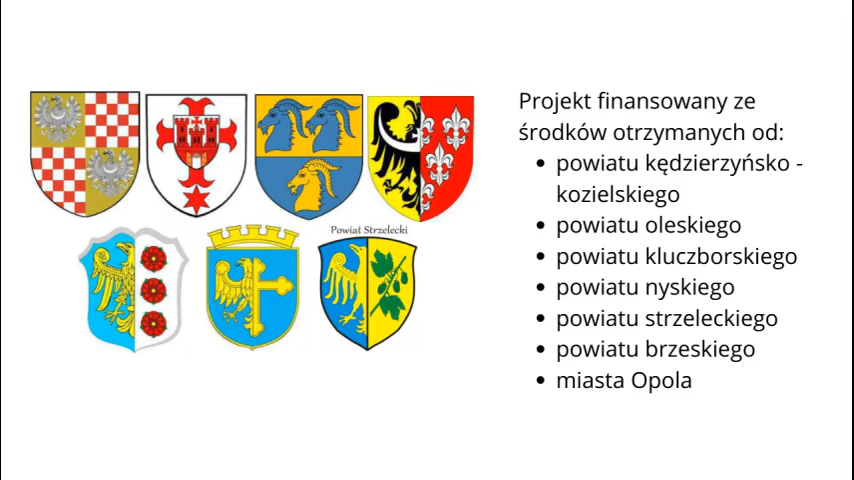 Powiat Strzelecki
Projekt finansowany ze
środków otrzymanych od:
• powiatu kędzierzyńsko -
kozielskiego
• powiatu oleskiego
• powiatu kluczborskiego
• powiatu nyskiego
• powiatu strzeleckiego
• powiatu brzeskiego
• miasta Opola